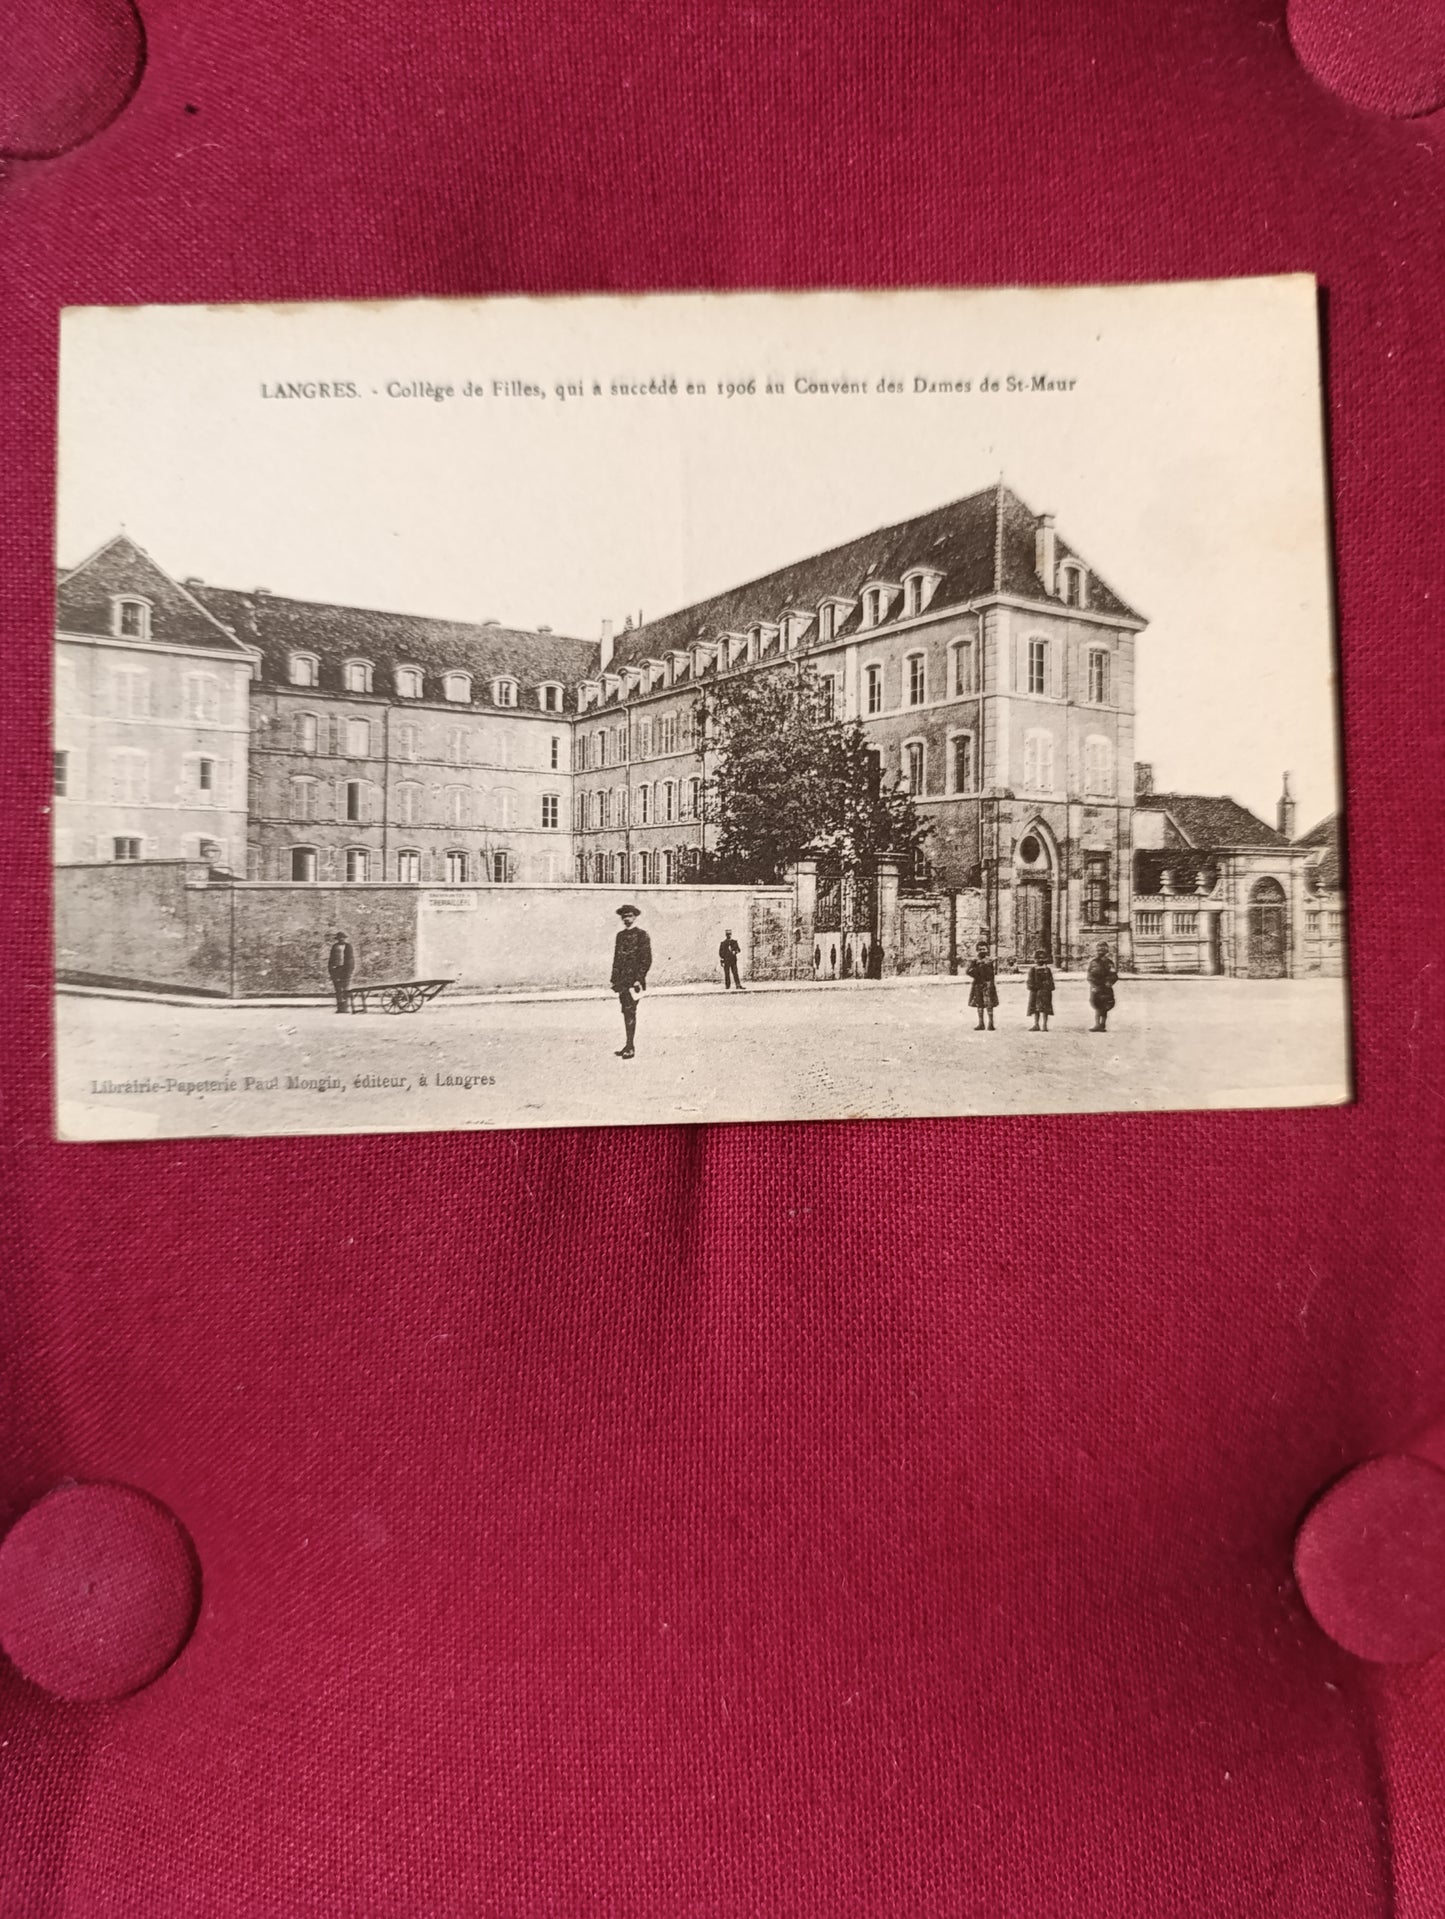 LANGRES. - Collège de Filles, qui a succédé en 1906 au Couvent des Dames de St-Maur
Librairie-Papeterie Paul Mongin, éditeur, à Langres